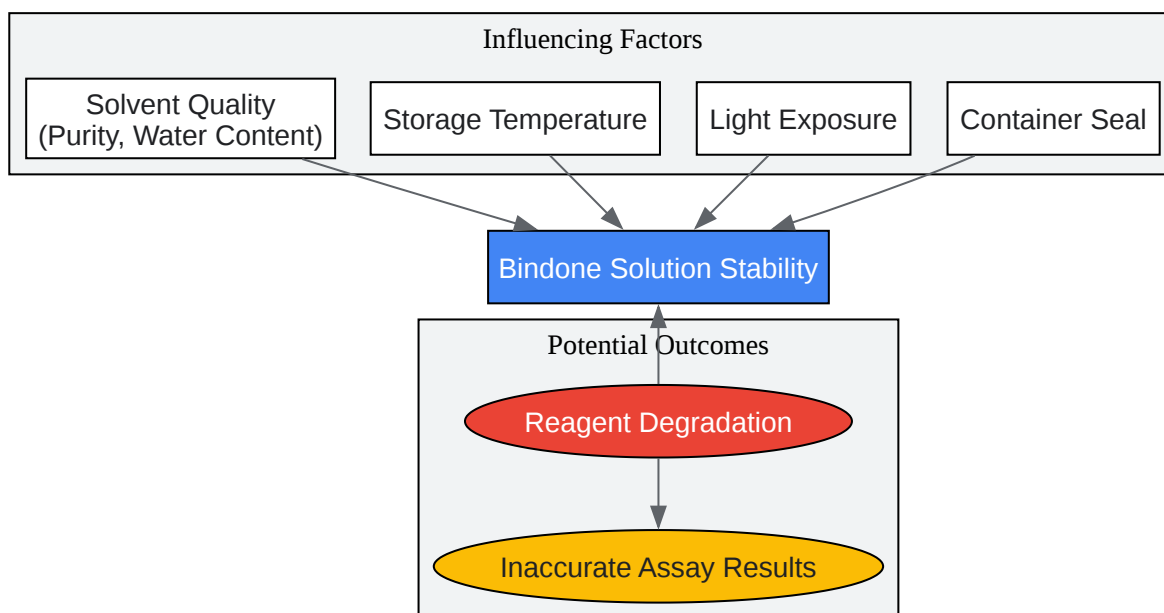 Influencing Factors
Solvent Quality
(Purity, Water Content)
Storage Temperature
Light Exposure
Container Seal
Bindone Solution Stability
Potential Outcomes
Reagent Degradation
Inaccurate Assay Results